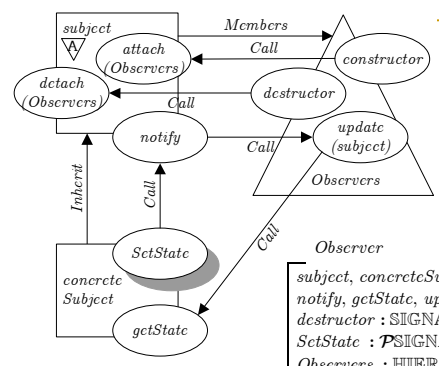 subject
A
Members
attach
(Observers)
Call
constructor
detach
(Observers)
Call
destructor
notify
Call
update
(subject)
Observers
Inherit
Call
SetState
Call
concrete
Subject
getState
Observer
subject, concreteSu
notify, getState, up
destructor : SIGNA
SetState : 𝓟SIGN
Observers : HIER